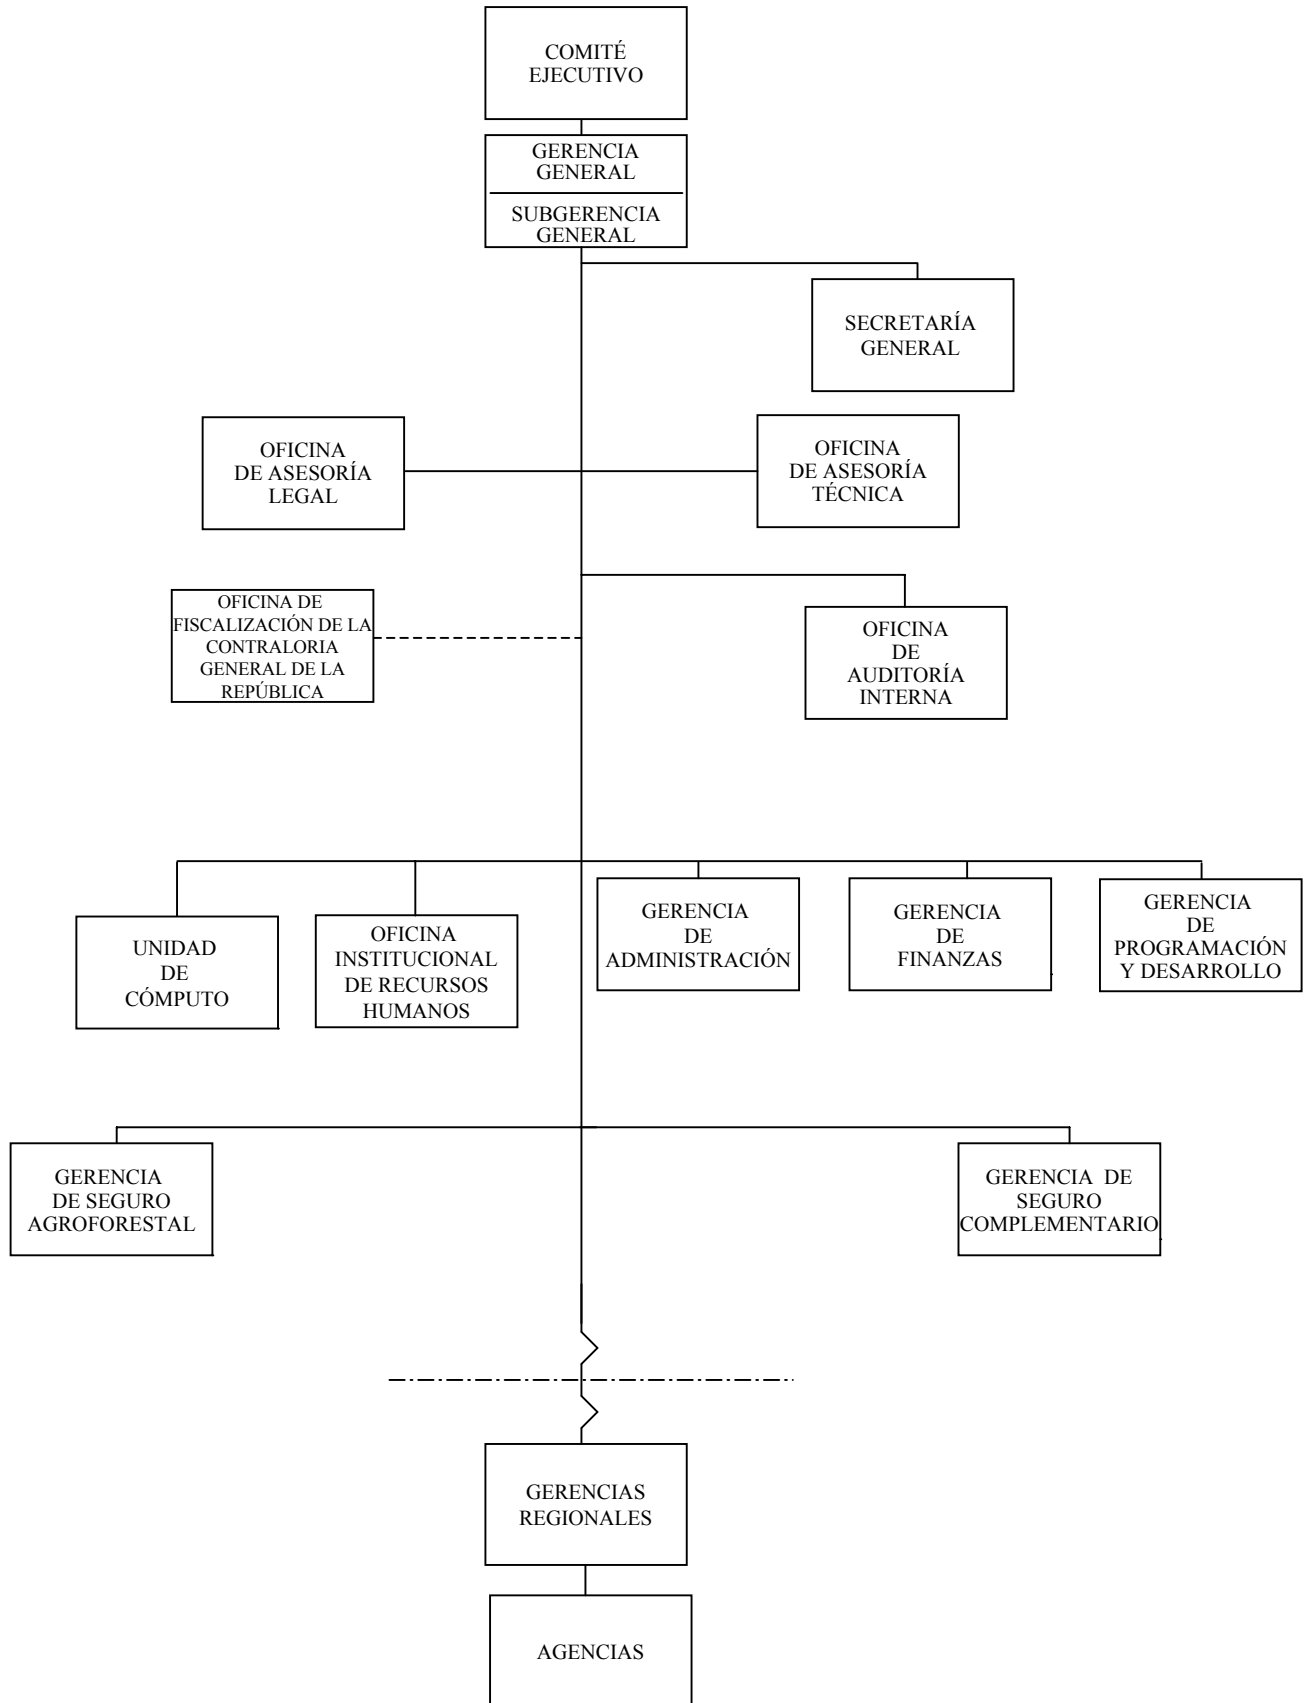 COMITÉ
EJECUTIVO
GERENCIA
GENERAL
SUBGERENCIA
GENERAL
SECRETARÍA
GENERAL
OFICINA
DE ASESORÍA
LEGAL
OFICINA
DE ASESORÍA
TÉCNICA
OFICINA DE
FISCALIZACIÓN DE LA
CONTRALORIA
GENERAL DE LA
REPÚBLICA
OFICINA
DE
AUDITORÍA
INTERNA
UNIDAD
DE
CÓMPUTO
OFICINA
INSTITUCIONAL
DE RECURSOS
HUMANOS
GERENCIA
DE
ADMINISTRACIÓN
GERENCIA
DE
FINANZAS
GERENCIA
DE
PROGRAMACIÓN
Y DESARROLLO
GERENCIA
DE SEGURO
AGROFORESTAL
GERENCIA DE
SEGURO
COMPLEMENTARIO
GERENCIAS
REGIONALES
AGENCIAS